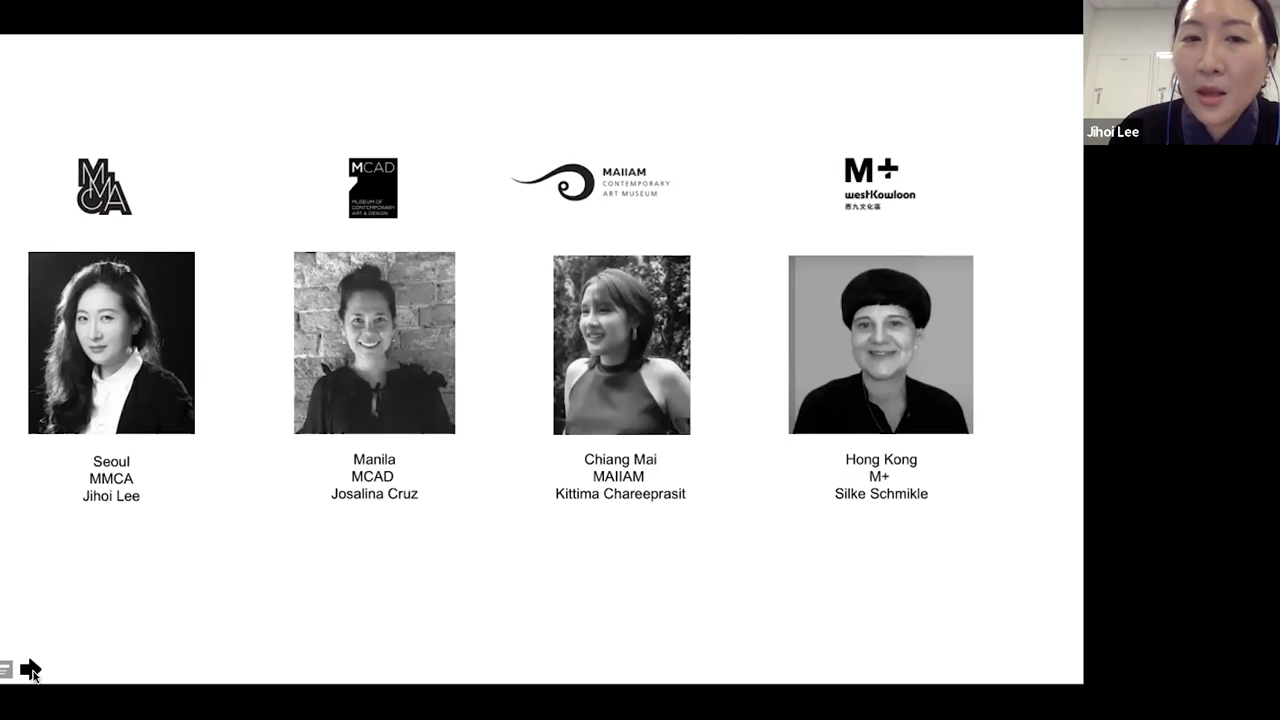 MMCA
MCAD
MUSEUM OF
CONTEMPORARY
ART & DESIGN
MAIIAM
CONTEMPORARY
ART MUSEUM
M+
westKowloon
西九文化區
Jihoi Lee
Seoul
MMCA
Jihoi Lee
Manila
MCAD
Josalina Cruz
Chiang Mai
MAIIAM
Kittima Chareeprasit
Hong Kong
M+
Silke Schmikle